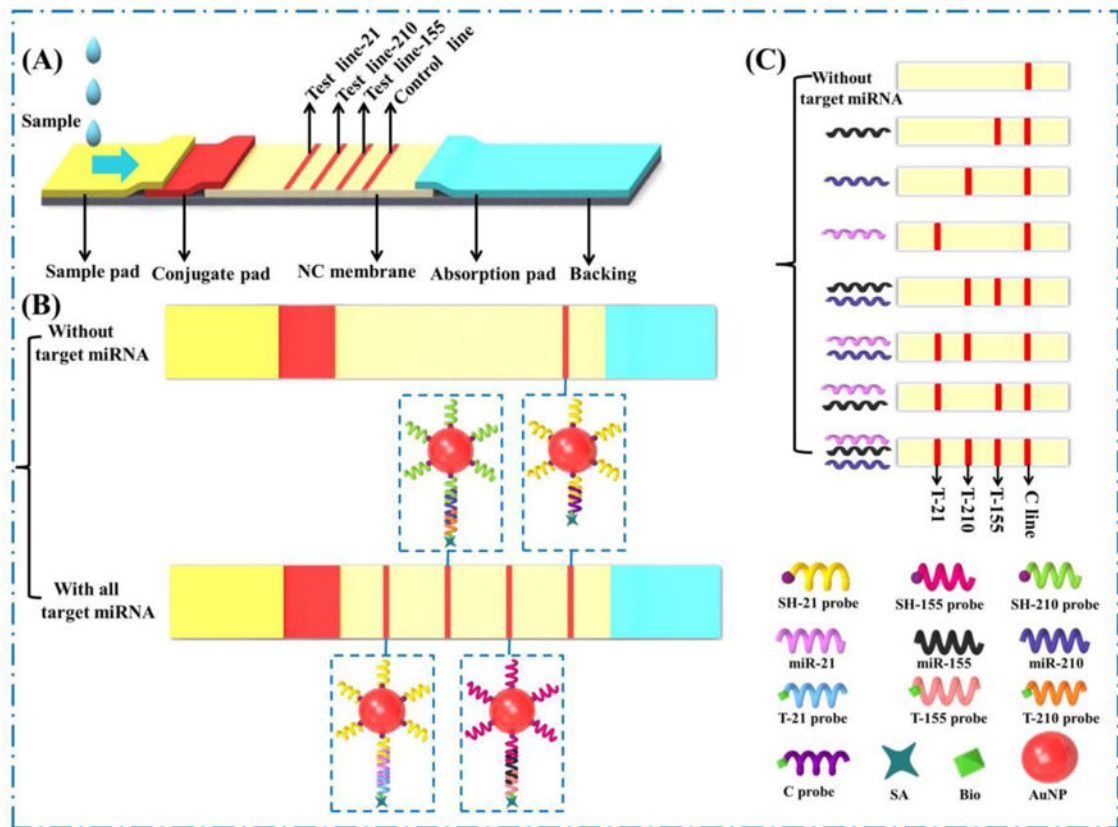 (A)
Sample
Test line-21
Test line-210
Test line-155
Control line
Sample pad
Conjugate pad
NC membrane
Absorption pad
Backing
(B)
Without
target miRNA
With all
target miRNA
(C)
Without
target miRNA
T-21
T-210
T-155
C line
SH-21 probe
SH-155 probe
SH-210 probe
miR-21
miR-155
miR-210
T-21 probe
T-155 probe
T-210 probe
C probe
SA
Bio
AuNP